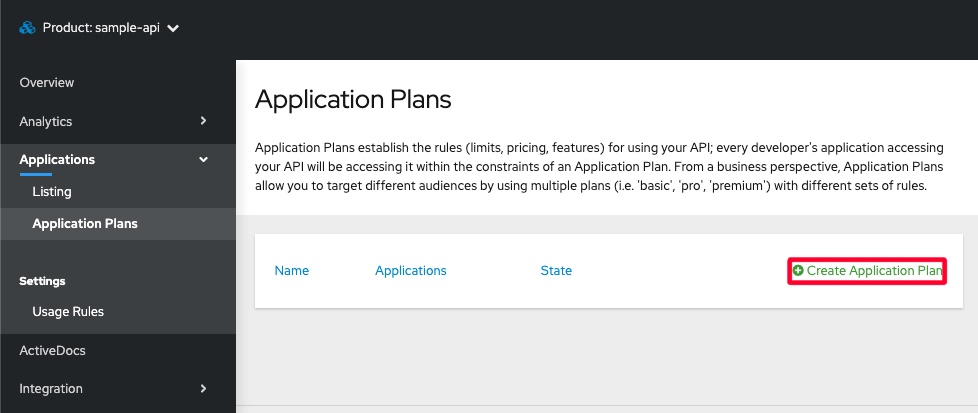 Product: sample-api
Overview
Analytics
Applications
Listing
Application Plans
Settings
Usage Rules
ActiveDocs
Integration
Application Plans
Application Plans establish the rules (limits, pricing, features) for using your API; every developer's application accessing
your API will be accessing it within the constraints of an Application Plan. From a business perspective, Application Plans
allow you to target different audiences by using multiple plans (i.e. 'basic', 'pro', 'premium') with different sets of rules.
Name Applications State Create Application Plan